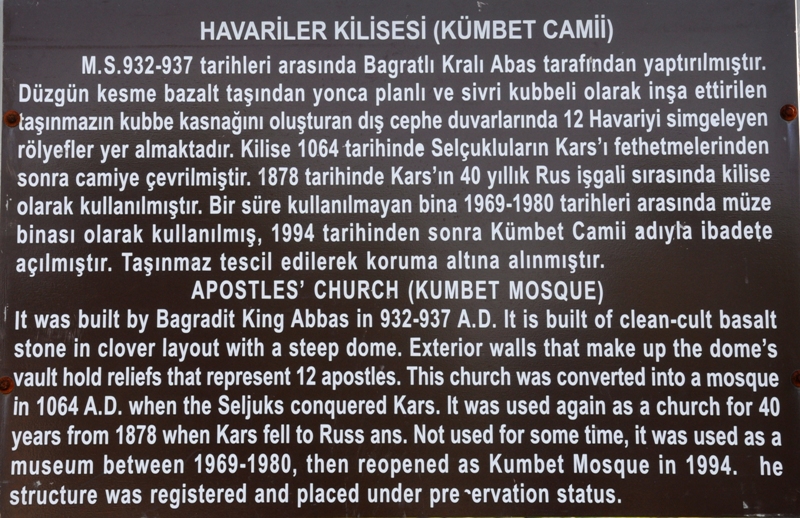 HAVARİLER KİLİSESİ (KÜMBET CAMİİ)
M.S.932-937 tarihleri arasında Bagratlı Kralı Abas tarafından yaptırılmıştır.
Düzgün kesme bazalt taşından yonca planlı ve sivri kubbeli olarak inşa ettirilen
taşınmazın kubbe kasnağını oluşturan dış cephe duvarlarında 12 Havariyi simgeleyen
rölyefler yer almaktadır. Kilise 1064 tarihinde Selçukluların Kars'ı fethetmelerinden
sonra camiye çevrilmiştir. 1878 tarihinde Kars'ın 40 yıllık Rus işgali sırasında kilise
olarak kullanılmıştır. Bir süre kullanılmayan bina 1969-1980 tarihleri arasında müze
binası olarak kullanılmış, 1994 tarihinden sonra Kümbet Camii adıyla ibadete
açılmıştır. Taşınmaz tescil edilerek koruma altına alınmıştır.
APOSTLES' CHURCH (KUMBET MOSQUE)
It was built by Bagradit King Abbas in 932-937 A.D. It is built of clean-cult basalt
stone in clover layout with a steep dome. Exterior walls that make up the dome's
vault hold reliefs that represent 12 apostles. This church was converted into a mosque
in 1064 A.D. when the Seljuks conquered Kars. It was used again as a church for 40
years from 1878 when Kars fell to Russ ans. Not used for some time, it was used as a
museum between 1969-1980, then reopened as Kumbet Mosque in 1994. he
structure was registered and placed under pre ervation status.